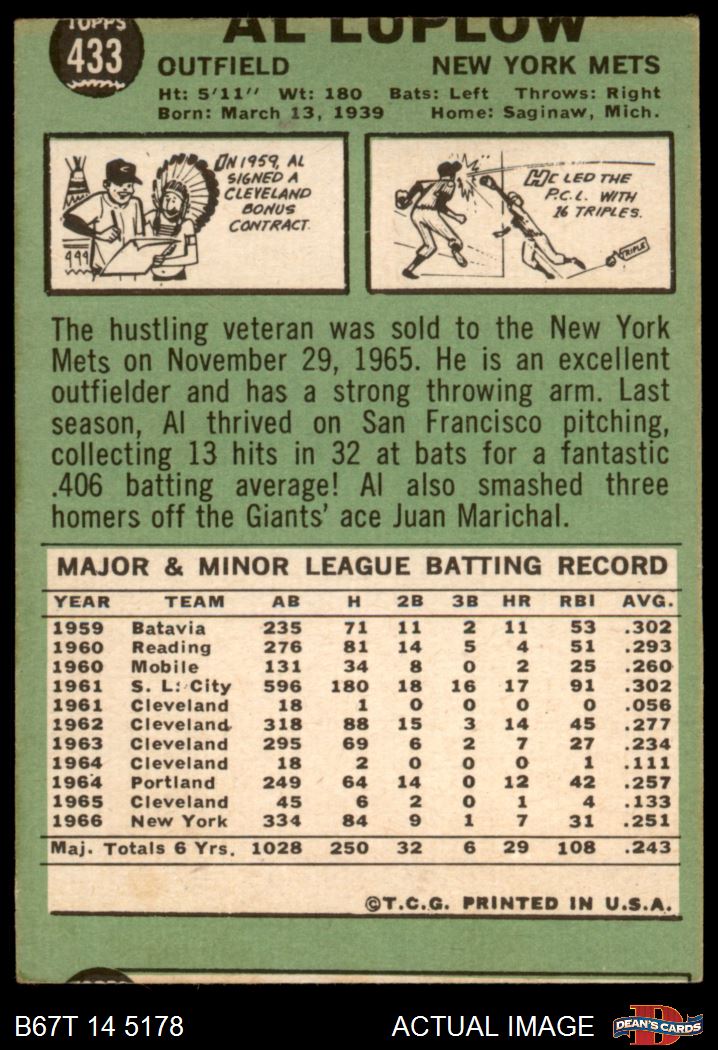 TOPPS
433
AL LUPLOW
OUTFIELD NEW YORK METS
Ht: 5'11" Wt: 180 Bats: Left Throws: Right
Born: March 13, 1939 Home: Saginaw, Mich.
ON 1959, AL
SIGNED A
CLEVELAND
BONUS
CONTRACT.
HE LED THE
P.C.L. WITH
16 TRIPLES.
TRIPLE
The hustling veteran was sold to the New York
Mets on November 29, 1965. He is an excellent
outfielder and has a strong throwing arm. Last
season, Al thrived on San Francisco pitching,
collecting 13 hits in 32 at bats for a fantastic
.406 batting average! Al also smashed three
homers off the Giants' ace Juan Marichal.
MAJOR & MINOR LEAGUE BATTING RECORD
YEAR TEAM AB H 2B 3B HR RBI AVG.
1959 Batavia 235 71 11 2 11 53 .302
1960 Reading 276 81 14 5 4 51 .293
1960 Mobile 131 34 8 0 2 25 .260
1961 S. L. City 596 180 18 16 17 91 .302
1961 Cleveland 18 1 0 0 0 0 .056
1962 Cleveland 318 88 15 3 14 45 .277
1963 Cleveland 295 69 6 2 7 27 .234
1964 Cleveland 18 2 0 0 0 1 .111
1964 Portland 249 64 14 0 12 42 .257
1965 Cleveland 45 6 2 0 1 4 .133
1966 New York 334 84 9 1 7 31 .251
Maj. Totals 6 Yrs. 1028 250 32 6 29 108 .243
©T.C.G. PRINTED IN U.S.A.
TOPPS
B67T 14 5178 ACTUAL IMAGE DEAN'S CARDS